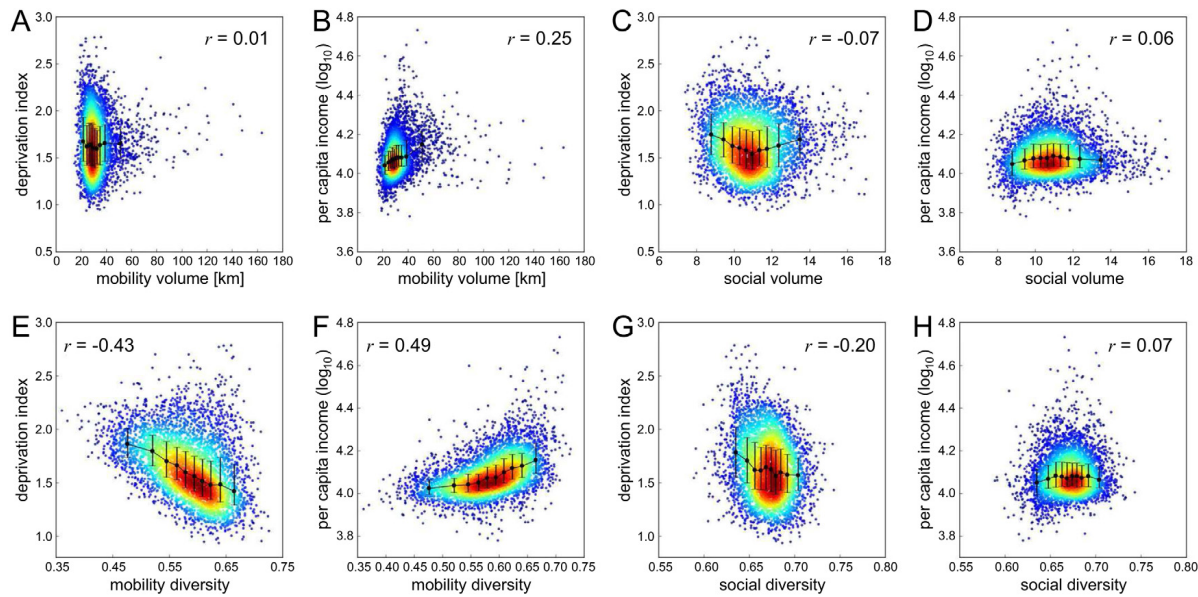 A
r = 0.01
deprivation index
3.0
2.5
2.0
1.5
1.0
0.5
0 20 40 60 80 100 120 140 160 180
mobility volume [km]
B
r = 0.25
per capita income (log10)
4.8
4.6
4.4
4.2
4.0
3.8
3.6
0 20 40 60 80 100 120 140 160 180
mobility volume [km]
C
r = -0.07
deprivation index
3.0
2.5
2.0
1.5
1.0
0.5
6 8 10 12 14 16 18
social volume
D
r = 0.06
per capita income (log10)
4.8
4.6
4.4
4.2
4.0
3.8
3.6
6 8 10 12 14 16 18
social volume
E
r = -0.43
deprivation index
3.0
2.5
2.0
1.5
1.0
0.35 0.45 0.55 0.65 0.75
mobility diversity
F
r = 0.49
per capita income (log10)
4.8
4.4
4.2
4.0
3.8
0.35 0.40 0.45 0.50 0.55 0.60 0.65 0.70 0.75
mobility diversity
G
r = -0.20
deprivation index
3.0
2.5
2.0
1.5
1.0
0.55 0.60 0.65 0.70 0.75 0.80
social diversity
H
r = 0.07
per capita income (log10)
4.8
4.4
4.2
4.0
3.8
0.55 0.60 0.65 0.70 0.75 0.80
social diversity